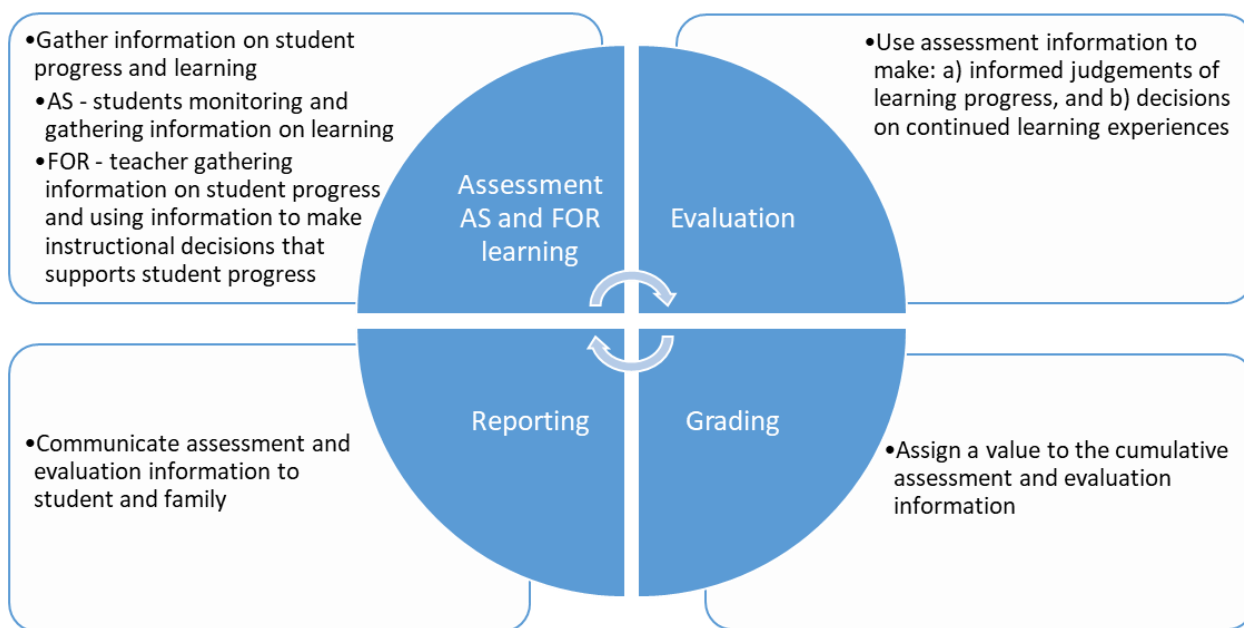 •Gather information on student
progress and learning
•AS - students monitoring and
gathering information on learning
•FOR - teacher gathering
information on student progress
and using information to make
instructional decisions that
supports student progress
Assessment
AS and FOR
learning
Evaluation
•Use assessment information to
make: a) informed judgements of
learning progress, and b) decisions
on continued learning experiences
•Communicate assessment and
evaluation information to
student and family
Reporting
Grading
•Assign a value to the cumulative
assessment and evaluation
information